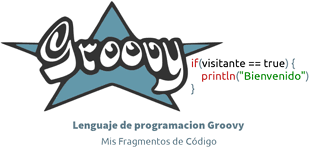 Groovy
if(visitante == true) {
println("Bienvenido")
}
Lenguaje de programacion Groovy
Mis Fragmentos de Código